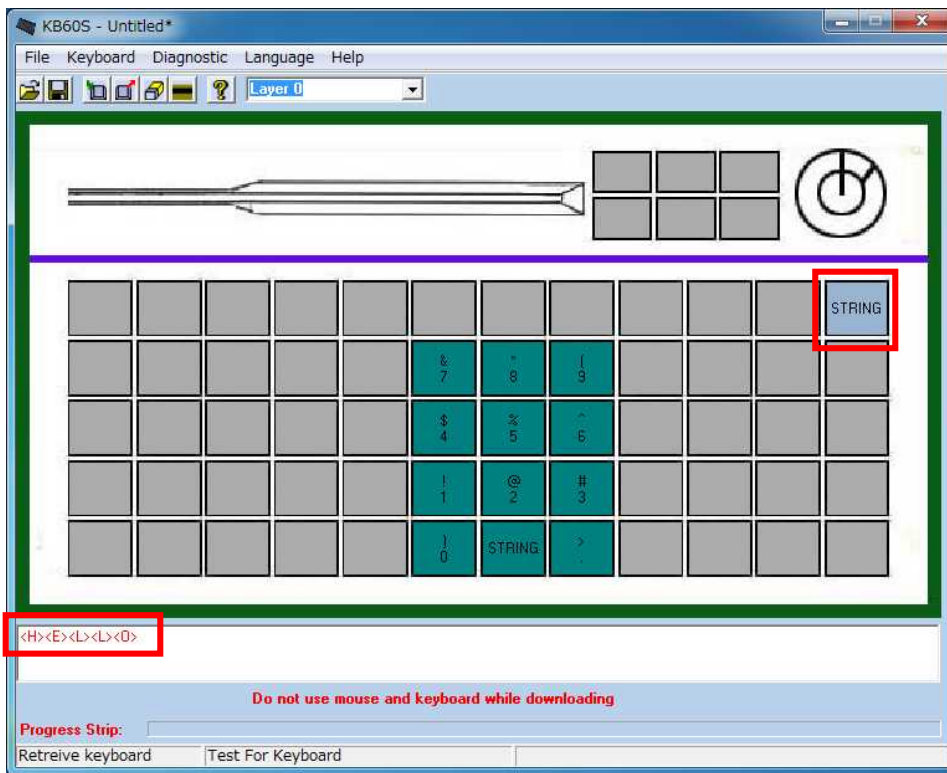 KB60S - Untitled*
File Keyboard Diagnostic Language Help
Layer 0
STRING
& * (
7 8 9
$ % ^
4 5 6
! @ #
1 2 3
) STRING >
0 .
<H><E><L><L><O>
Do not use mouse and keyboard while downloading
Progress Strip:
Retreive keyboard Test For Keyboard